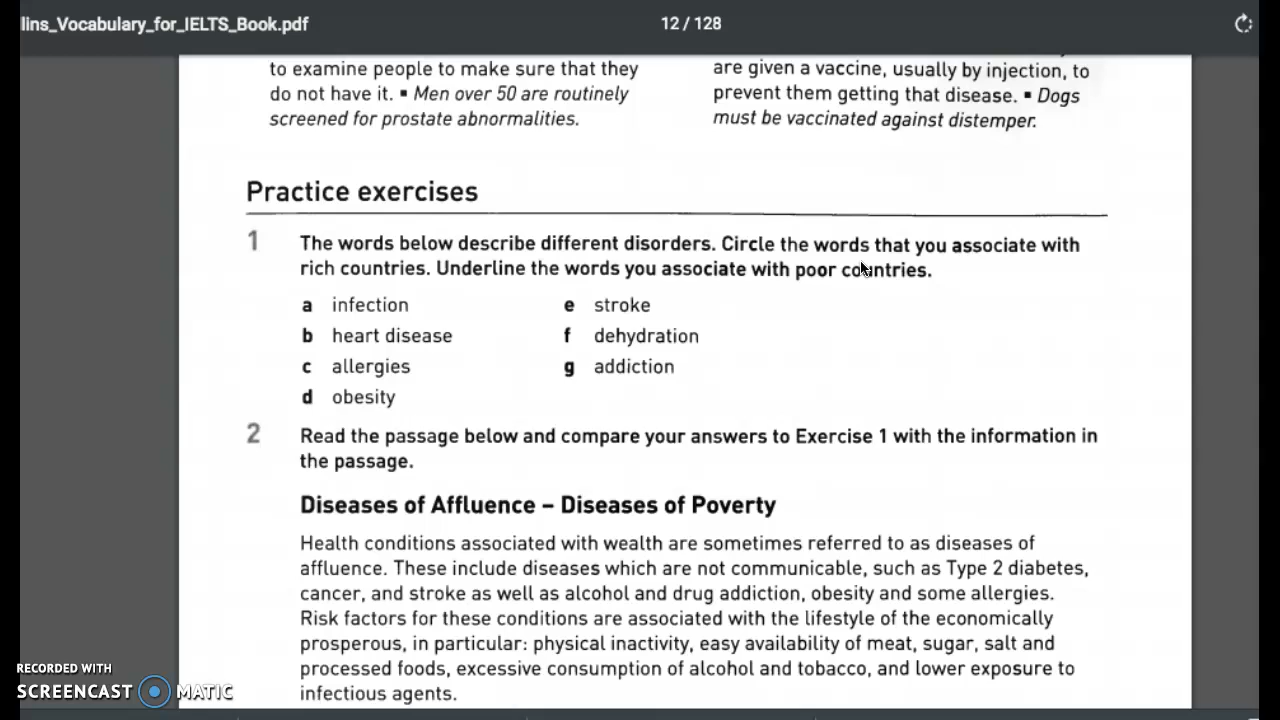 lins_Vocabulary_for_IELTS_Book.pdf
12 / 128
to examine people to make sure that they
do not have it. ▪ Men over 50 are routinely
screened for prostate abnormalities.
are given a vaccine, usually by injection, to
prevent them getting that disease. ▪ Dogs
must be vaccinated against distemper.
Practice exercises
1 The words below describe different disorders. Circle the words that you associate with
rich countries. Underline the words you associate with poor countries.
a infection
b heart disease
c allergies
d obesity
e stroke
f dehydration
g addiction
2 Read the passage below and compare your answers to Exercise 1 with the information in
the passage.
Diseases of Affluence – Diseases of Poverty
Health conditions associated with wealth are sometimes referred to as diseases of
affluence. These include diseases which are not communicable, such as Type 2 diabetes,
cancer, and stroke as well as alcohol and drug addiction, obesity and some allergies.
Risk factors for these conditions are associated with the lifestyle of the economically
prosperous, in particular: physical inactivity, easy availability of meat, sugar, salt and
processed foods, excessive consumption of alcohol and tobacco, and lower exposure to
infectious agents.
RECORDED WITH
SCREENCAST MATIC